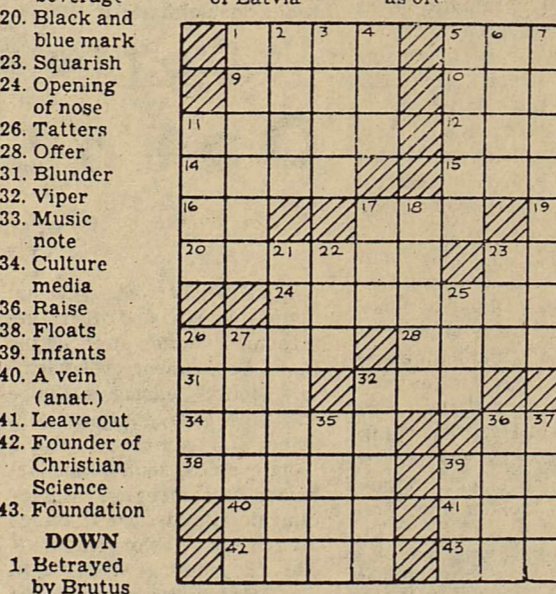 of Latvia
20. Black and
blue mark
23. Squarish
24. Opening
of nose
26. Tatters
28. Offer
31. Blunder
32. Viper
33. Music
note
34. Culture
media
36. Raise
38. Floats
39. Infants
40. A vein
(anat.)
41. Leave out
42. Founder of
Christian
Science
43. Foundation
DOWN
1. Betrayed
by Brutus
1 2 3 4 5 6 7
9 10
11 12
14 15
16 17 18 19
20 21 22 23
24 25
26 27 28
31 32
34 35 36 37
38 39
40 41
42 43